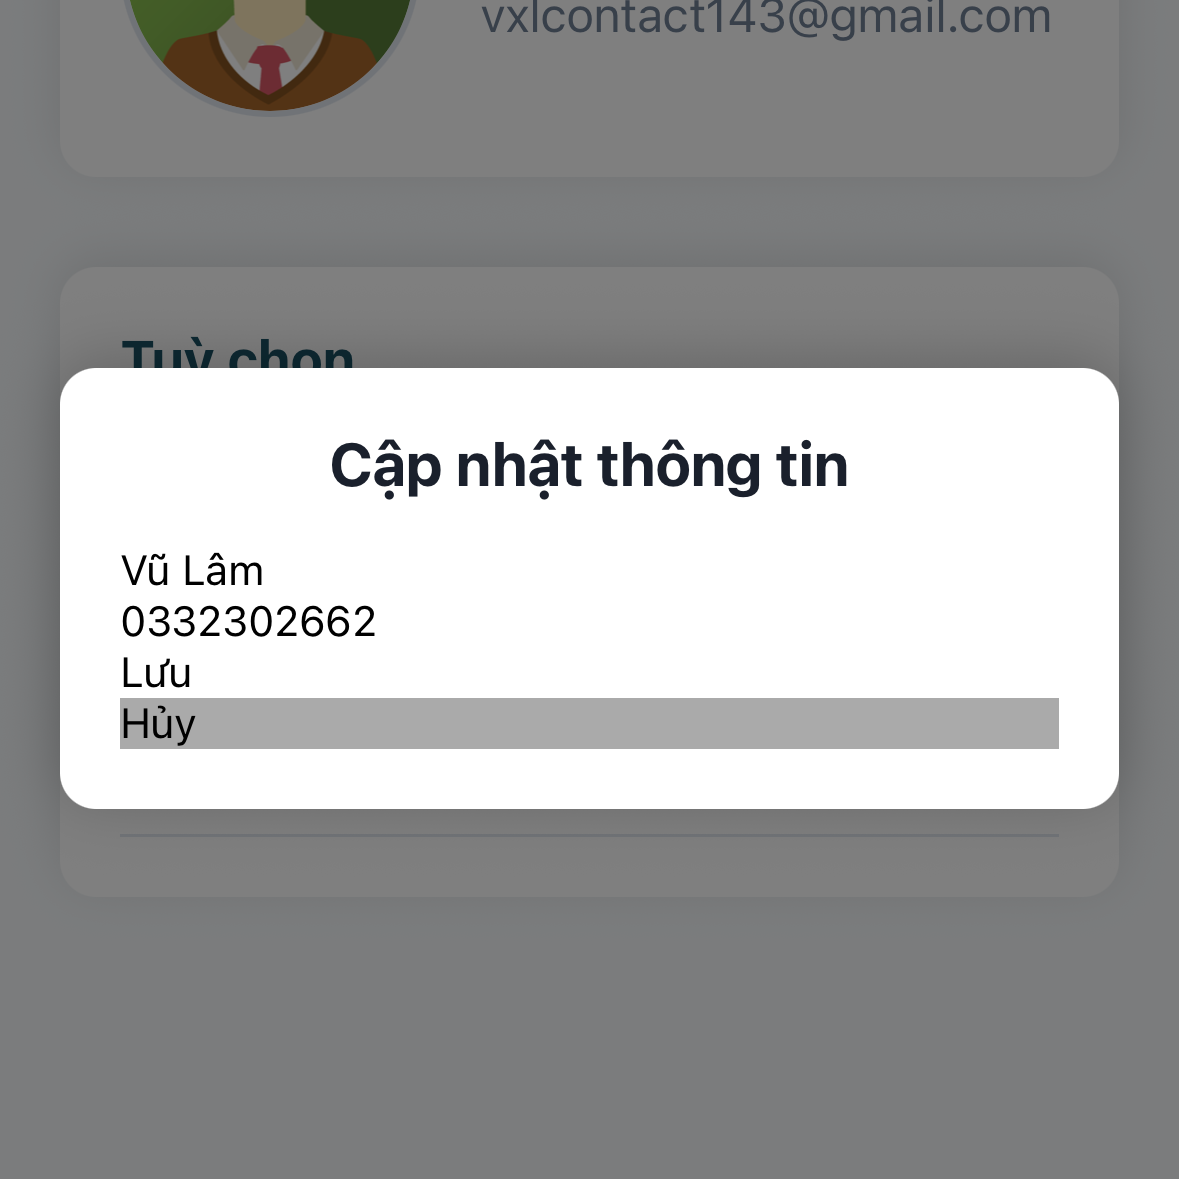 vxlcontact143@gmail.com
Tuỳ chọn
Cập nhật thông tin
Vũ Lâm
0332302662
Lưu
Hủy